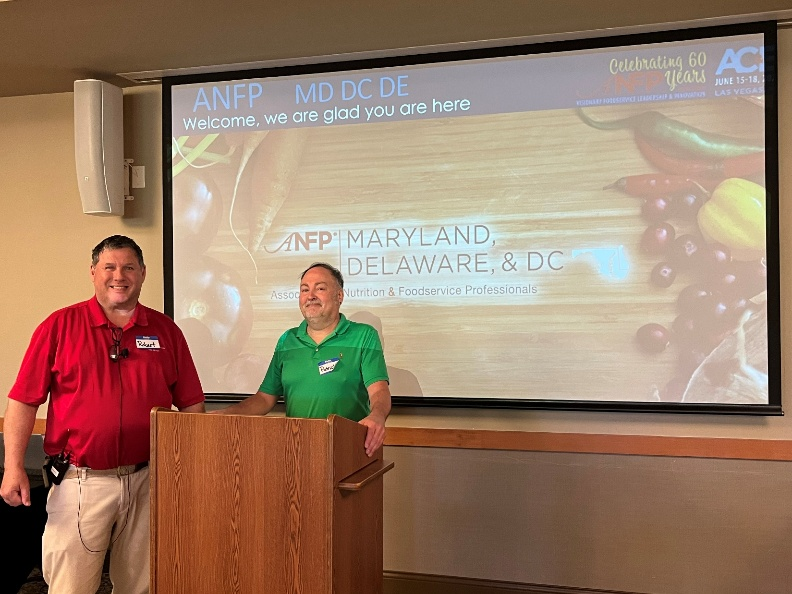 ANFP MD DC DE
Welcome, we are glad you are here
Celebrating 60
Years
JUNE 15-18,
LAS VEGAS
ANFP®
MARYLAND,
DELAWARE, & DC
Nutrition & Foodservice Professionals
Robert